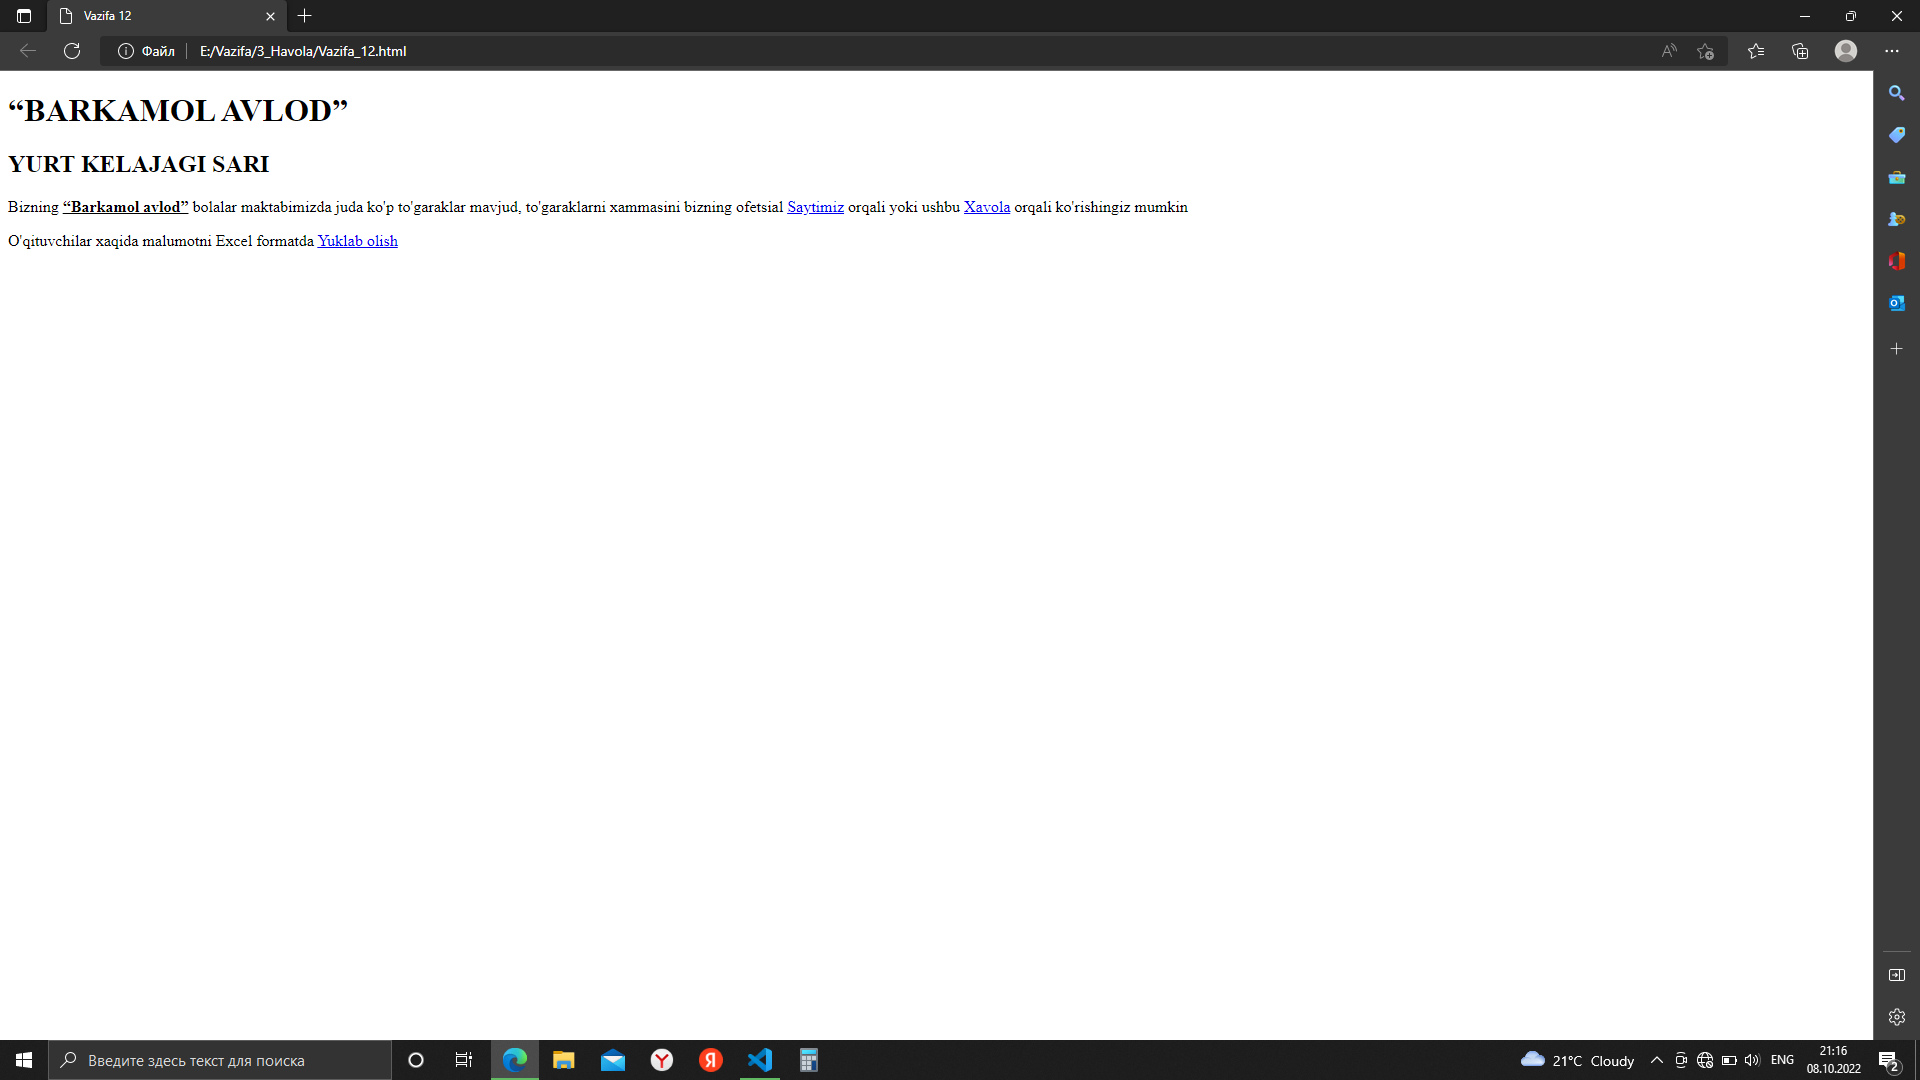 Vazifa 12
Файл
E:/Vazifa/3_Havola/Vazifa_12.html
“BARKAMOL AVLOD”
YURT KELAJAGI SARI
Bizning “Barkamol avlod” bolalar maktabimizda juda ko'p to'garaklar mavjud, to'garaklarni xammasini bizning ofetsial Saytimiz orqali yoki ushbu Xavola orqali ko'rishingiz mumkin
O'qituvchilar xaqida malumotni Excel formatda Yuklab olish
Введите здесь текст для поиска
21°C Cloudy
ENG
21:16
08.10.2022
2